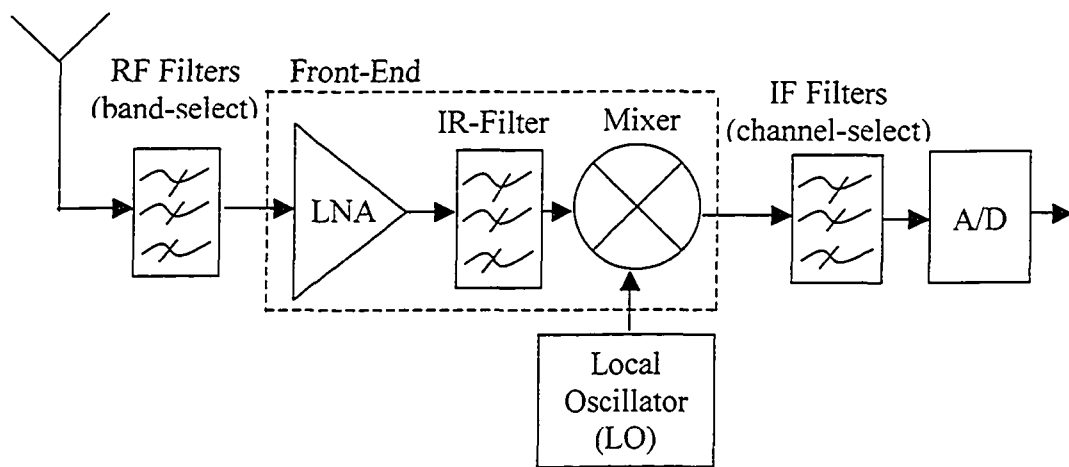 RF Filters
(band-select)
Front-End
LNA
IR-Filter
Mixer
IF Filters
(channel-select)
A/D
Local
Oscillator
(LO)